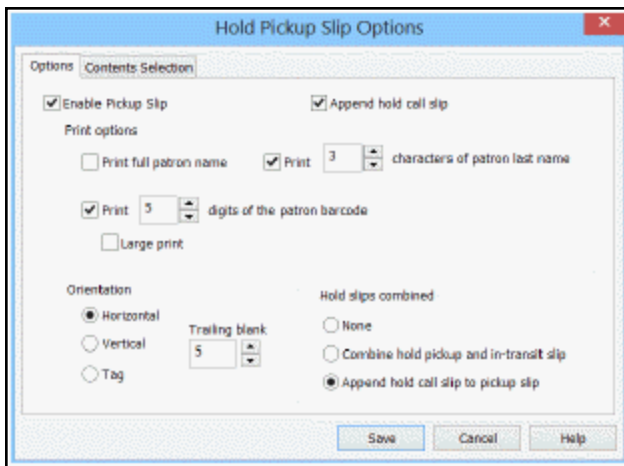 Hold Pickup Slip Options
Options Contents Selection
Enable Pickup Slip Append hold call slip
Print options
Print full patron name Print 3 characters of patron last name
Print 5 digits of the patron barcode
Large print
Orientation
Hold slips combined
Horizontal
None
Trailing blank
5
Vertical
Combine hold pickup and in-transit slip
Tag
Append hold call slip to pickup slip
Save Cancel Help